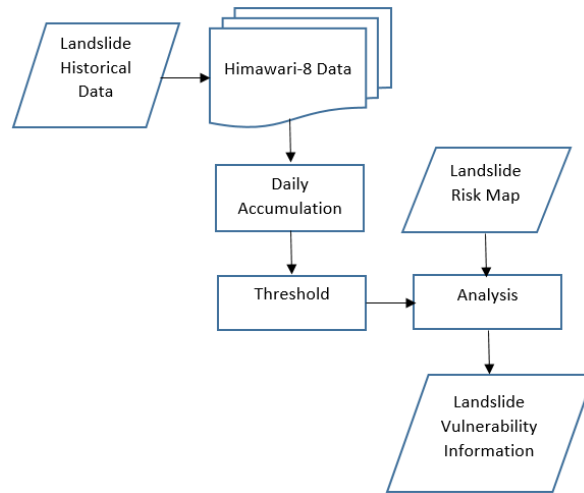 Landslide
Historical
Data
Himawari-8 Data
Daily
Accumulation
Landslide
Risk Map
Threshold
Analysis
Landslide
Vulnerability
Information